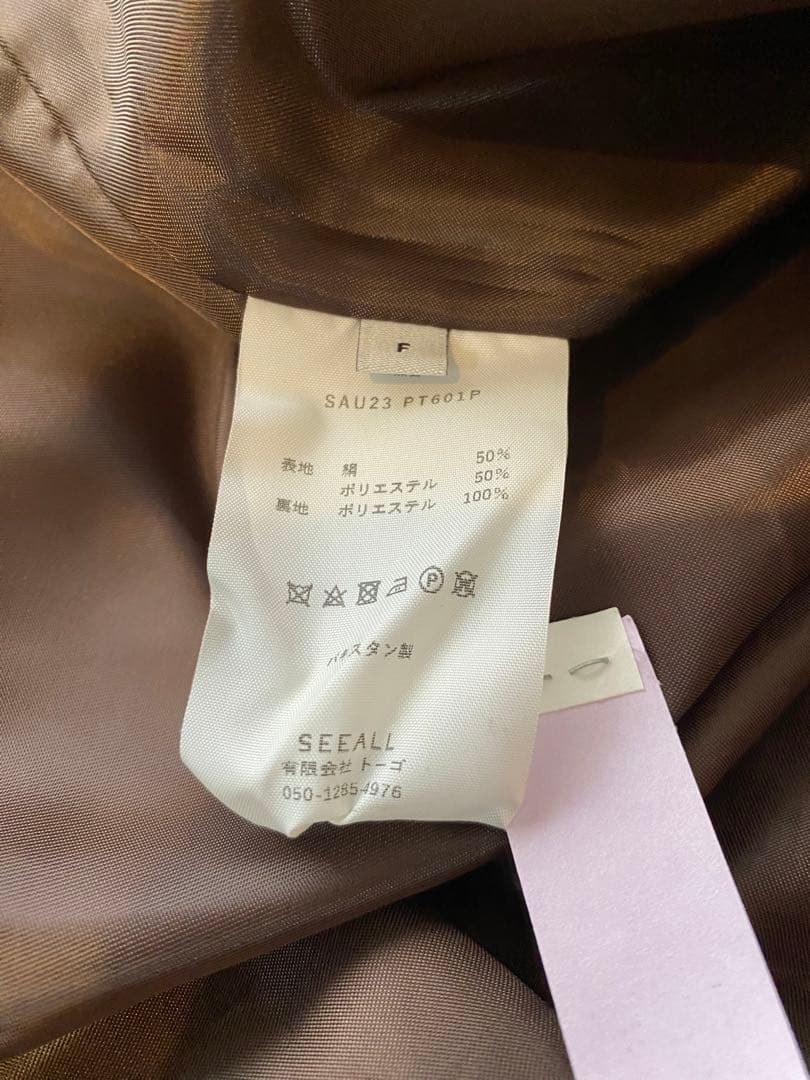 F
SAU23 PT601P
表地 絹 50%
ポリエステル 50%
裏地 ポリエステル 100%
P
パキスタン製
SEEALL
有限会社 トーゴ
050-1285-4976